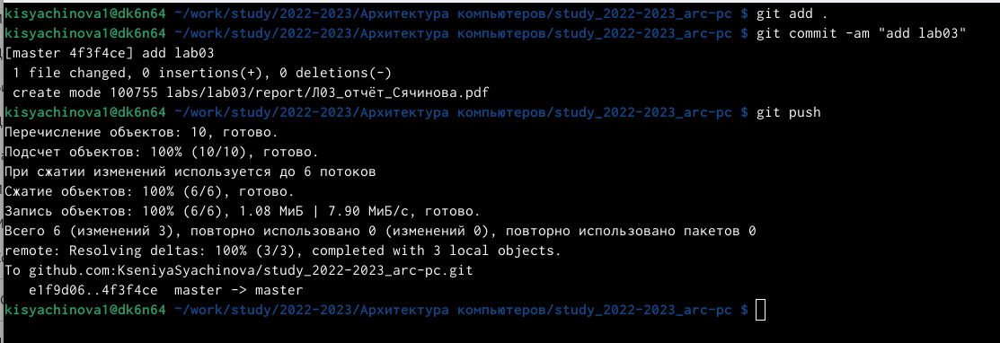 kisyachinova1@dk6n64 ~/work/study/2022-2023/Архитектура компьютеров/study_2022-2023_arc-pc $ git add .
kisyachinova1@dk6n64 ~/work/study/2022-2023/Архитектура компьютеров/study_2022-2023_arc-pc $ git commit -am "add lab03"
[master 4f3f4ce] add lab03
1 file changed, 0 insertions(+), 0 deletions(-)
create mode 100755 labs/lab03/report/Л03_отчёт_Сячинова.pdf
kisyachinova1@dk6n64 ~/work/study/2022-2023/Архитектура компьютеров/study_2022-2023_arc-pc $ git push
Перечисление объектов: 10, готово.
Подсчет объектов: 100% (10/10), готово.
При сжатии изменений используется до 6 потоков
Сжатие объектов: 100% (6/6), готово.
Запись объектов: 100% (6/6), 1.08 МиБ | 7.90 МиБ/с, готово.
Всего 6 (изменений 3), повторно использовано 0 (изменений 0), повторно использовано пакетов 0
remote: Resolving deltas: 100% (3/3), completed with 3 local objects.
To github.com:KseniyaSyachinova/study_2022-2023_arc-pc.git
e1f9d06..4f3f4ce  master -> master
kisyachinova1@dk6n64 ~/work/study/2022-2023/Архитектура компьютеров/study_2022-2023_arc-pc $